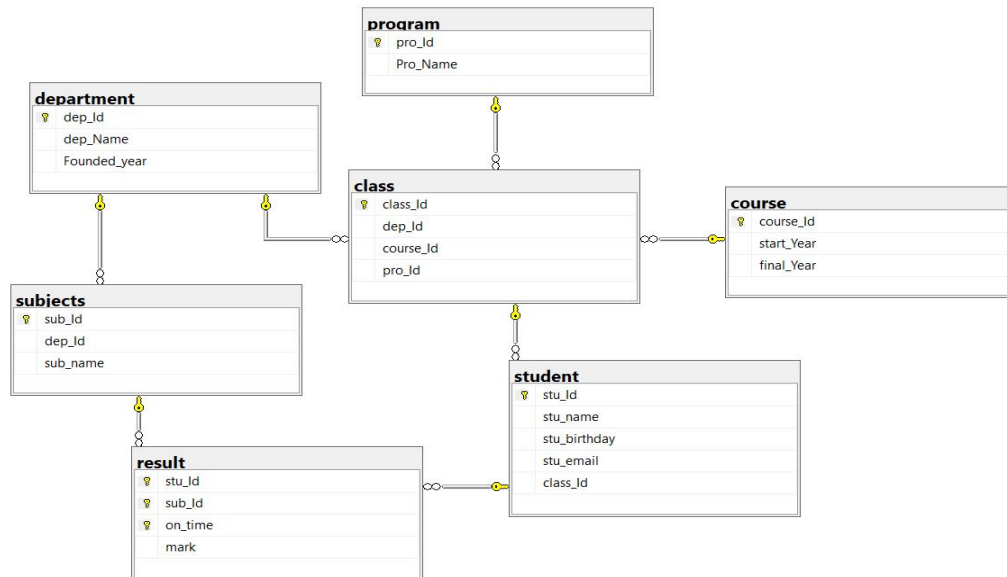 program
pro_Id
Pro_Name
department
dep_Id
dep_Name
Founded_year
class
class_Id
dep_Id
course_Id
pro_Id
course
course_Id
start_Year
final_Year
subjects
sub_Id
dep_Id
sub_name
student
stu_Id
stu_name
stu_birthday
stu_email
class_Id
result
stu_Id
sub_Id
on_time
mark